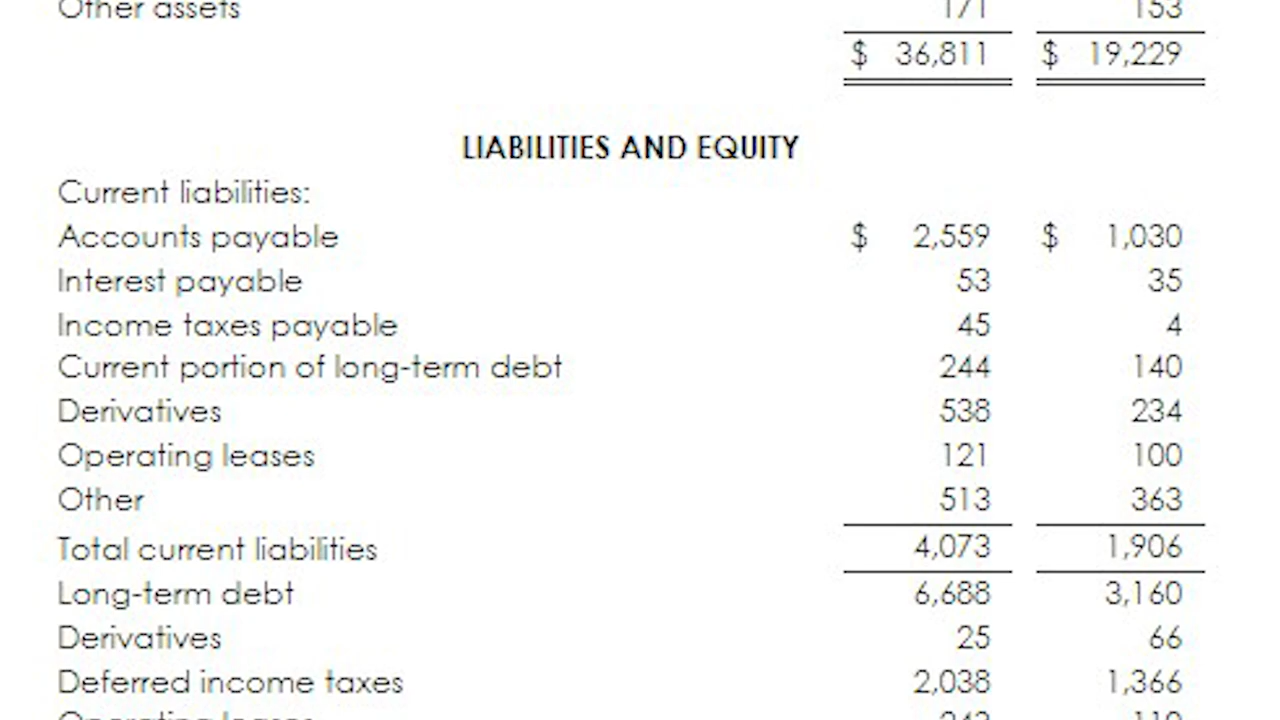 Other assets 171 153
$ 36,811 $ 19,229
LIABILITIES AND EQUITY
Current liabilities:
Accounts payable $ 2,559 $ 1,030
Interest payable 53 35
Income taxes payable 45 4
Current portion of long-term debt 244 140
Derivatives 538 234
Operating leases 121 100
Other 513 363
Total current liabilities 4,073 1,906
Long-term debt 6,688 3,160
Derivatives 25 66
Deferred income taxes 2,038 1,366
Operating leases